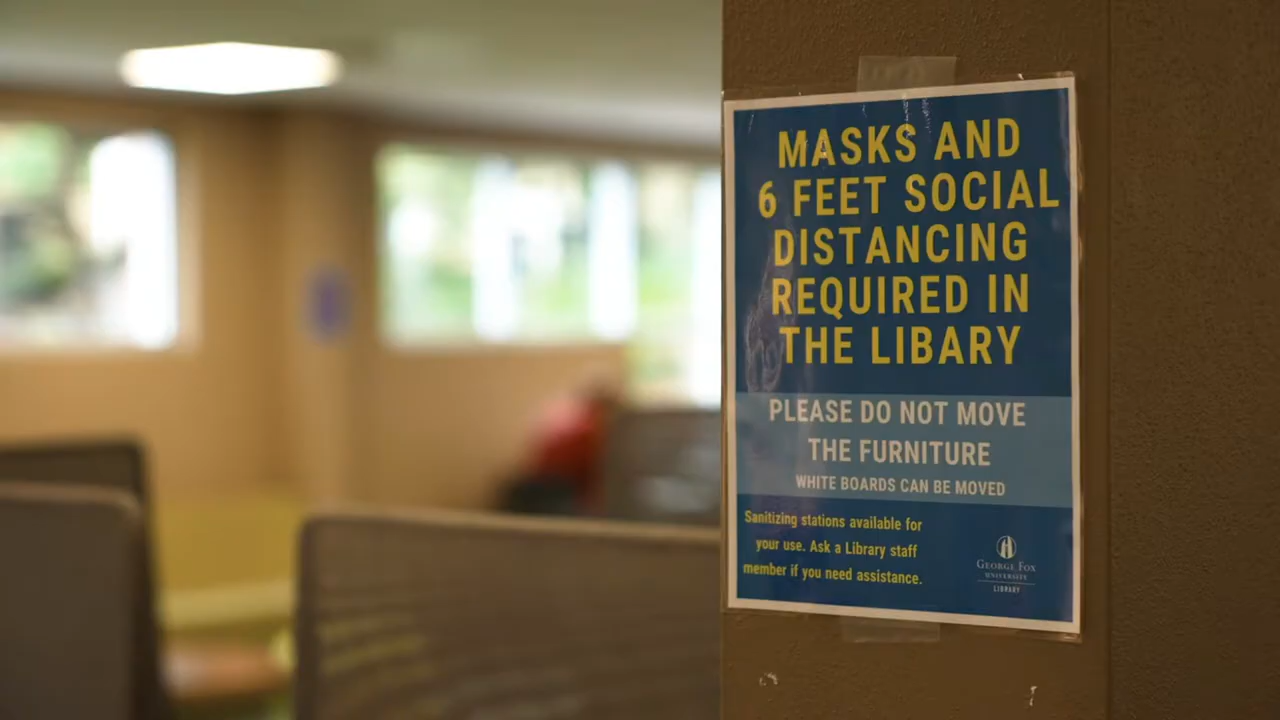 MASKS AND
6 FEET SOCIAL
DISTANCING
REQUIRED IN
THE LIBARY
PLEASE DO NOT MOVE
THE FURNITURE
WHITE BOARDS CAN BE MOVED
Sanitizing stations available for
your use. Ask a Library staff
member if you need assistance.
GEORGE FOX
UNIVERSITY
LIBRARY